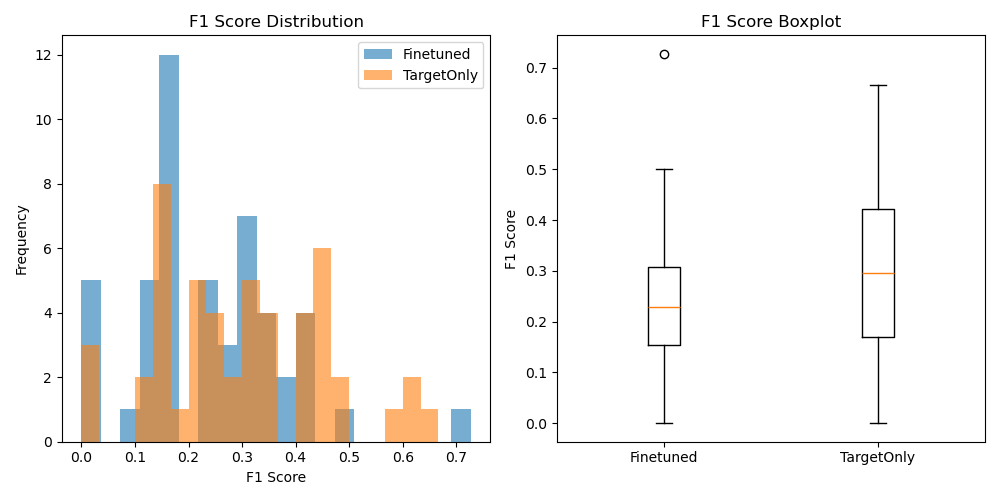 F1 Score Distribution
Finetuned
TargetOnly
12
10
8
6
4
2
0
Frequency
0.0 0.1 0.2 0.3 0.4 0.5 0.6 0.7
F1 Score
F1 Score Boxplot
0.7
0.6
0.5
0.4
0.3
0.2
0.1
0.0
F1 Score
Finetuned TargetOnly